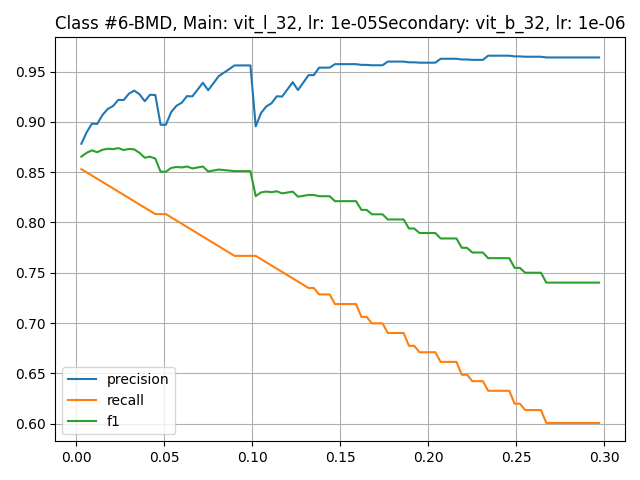 Class #6-BMD, Main: vit_l_32, lr: 1e-05Secondary: vit_b_32, lr: 1e-06
0.95
0.90
0.85
0.80
0.75
0.70
0.65
0.60
precision
recall
f1
0.00 0.05 0.10 0.15 0.20 0.25 0.30